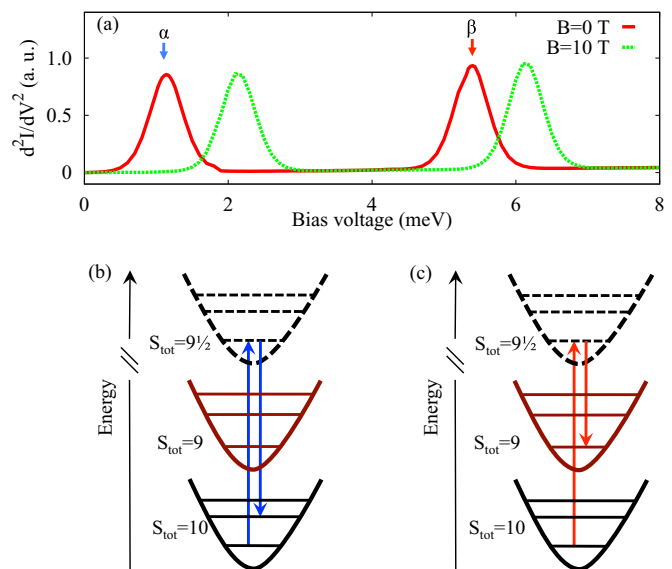 (a)
α
β
B=0 T
B=10 T
d²I/dV² (a. u.)
1.0
0.5
0
0 2 4 6 8
Bias voltage (meV)
(b)
Energy
S_tot=9½
S_tot=9
S_tot=10
(c)
Energy
S_tot=9½
S_tot=9
S_tot=10